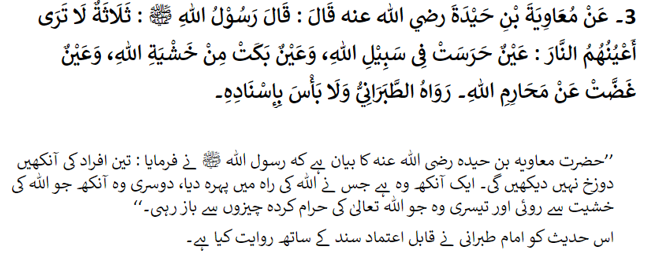 3۔ عَنْ مُعَاوِيَةَ بْنِ حَيْدَةَ رضي الله عنه قَالَ : قَالَ رَسُوْلُ اللهِ ﷺ : ثَلَاثَةٌ لَا تَرَى
أَعْيُنُهُمُ النَّارَ : عَيْنٌ حَرَسَتْ فِی سَبِيْلِ اللهِ، وَعَيْنٌ بَکَتْ مِنْ خَشْيَةِ اللهِ، وَعَيْنٌ
غَضَّتْ عَنْ مَحَارِمِ اللهِ۔ رَوَاهُ الطَّبَرَانِيُّ وَلَا بَأْسَ بِإِسْنَادِهِ۔
’’حضرت معاویہ بن حیدہ رضی اللہ عنہ کا بیان ہے کہ رسول اللہ ﷺ نے فرمایا : تین افراد کی آنکھیں
دوزخ نہیں دیکھیں گی۔ ایک آنکھ وہ ہے جس نے اللہ کی راہ میں پہرہ دیا، دوسری وہ آنکھ جو اللہ کی
خشیت سے روئی اور تیسری وہ جو اللہ تعالیٰ کی حرام کردہ چیزوں سے باز رہی۔‘‘
اس حدیث کو امام طبرانی نے قابل اعتماد سند کے ساتھ روایت کیا ہے۔